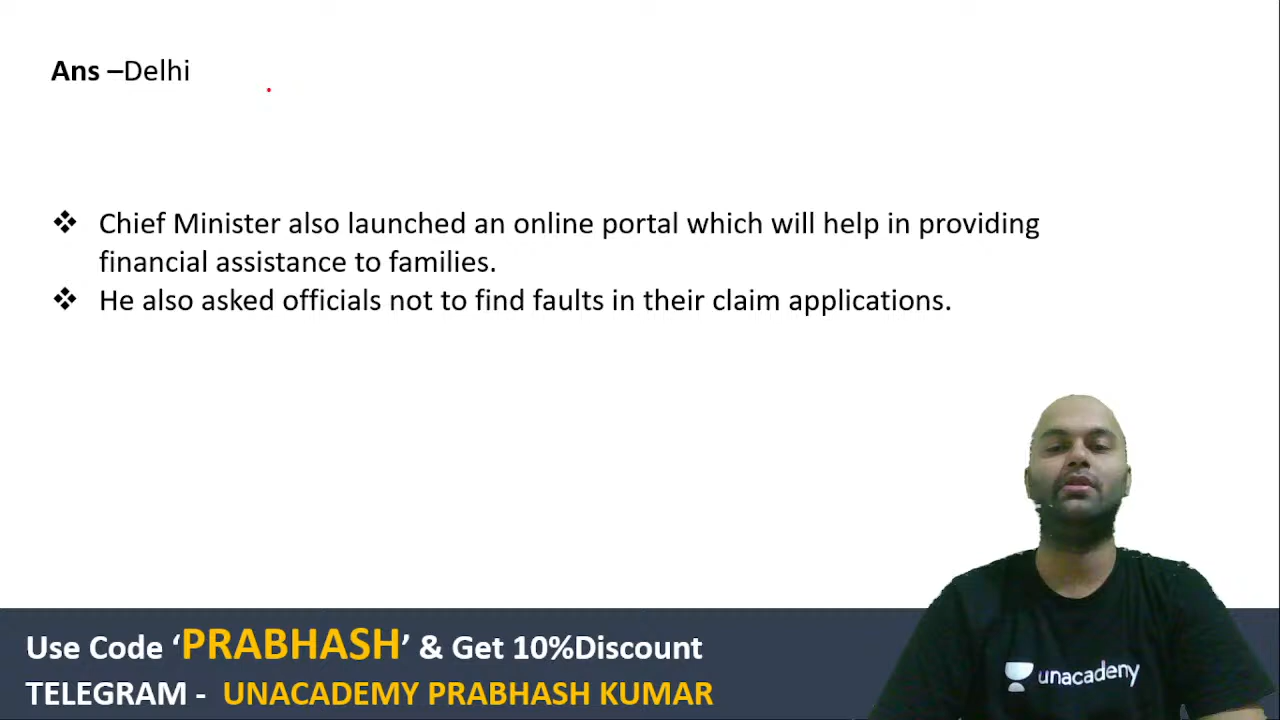 Ans –Delhi
❖ Chief Minister also launched an online portal which will help in providing
financial assistance to families.
❖ He also asked officials not to find faults in their claim applications.
Use Code ‘PRABHASH’ & Get 10%Discount
TELEGRAM - UNACADEMY PRABHASH KUMAR
unacademy